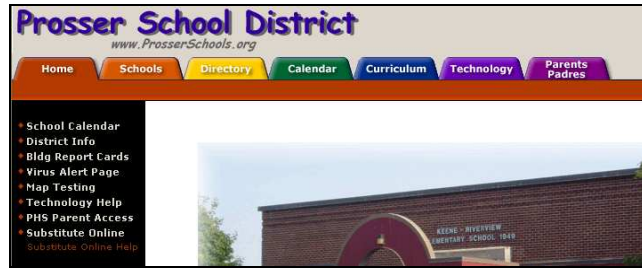 Prosser School District
www.ProsserSchools.org
Home Schools Directory Calendar Curriculum Technology Parents
Padres
School Calendar
District Info
Bldg Report Cards
Virus Alert Page
Map Testing
Technology Help
PHS Parent Access
Substitute Online
Substitute Online Help
KEENE - RIVERVIEW
ELEMENTARY SCHOOL 1949